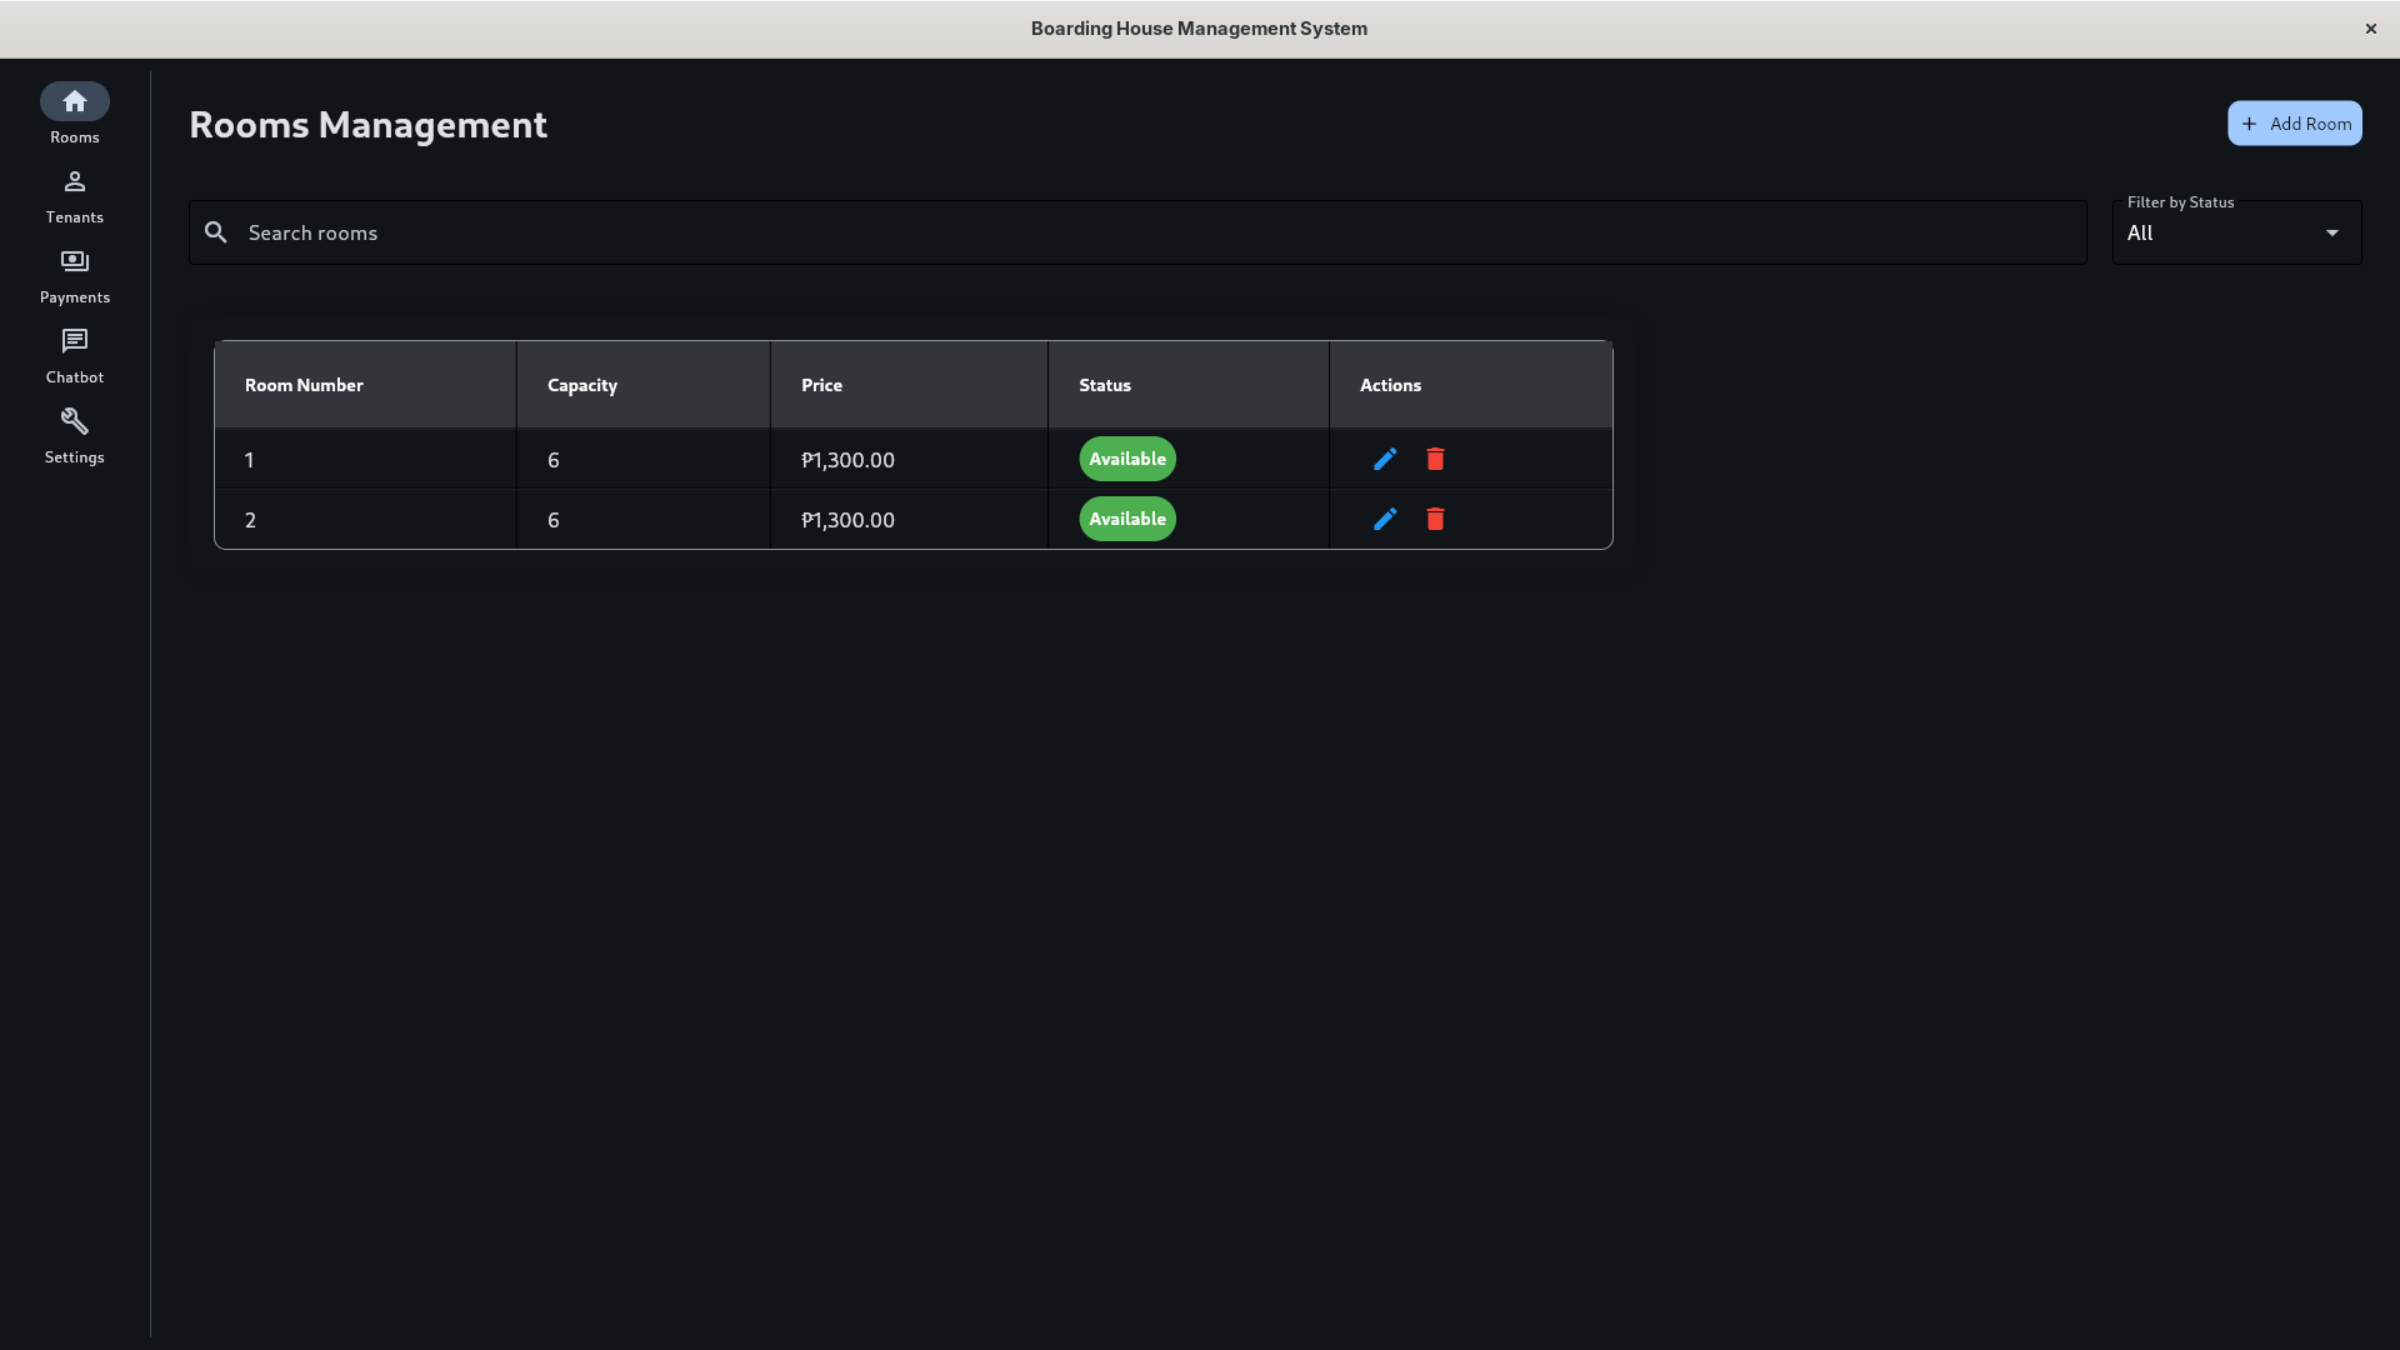 Boarding House Management System
Rooms
Tenants
Payments
Chatbot
Settings
Rooms Management
Add Room
Search rooms
Filter by Status
All
Room Number Capacity Price Status Actions
1 6 ₱1,300.00 Available
2 6 ₱1,300.00 Available